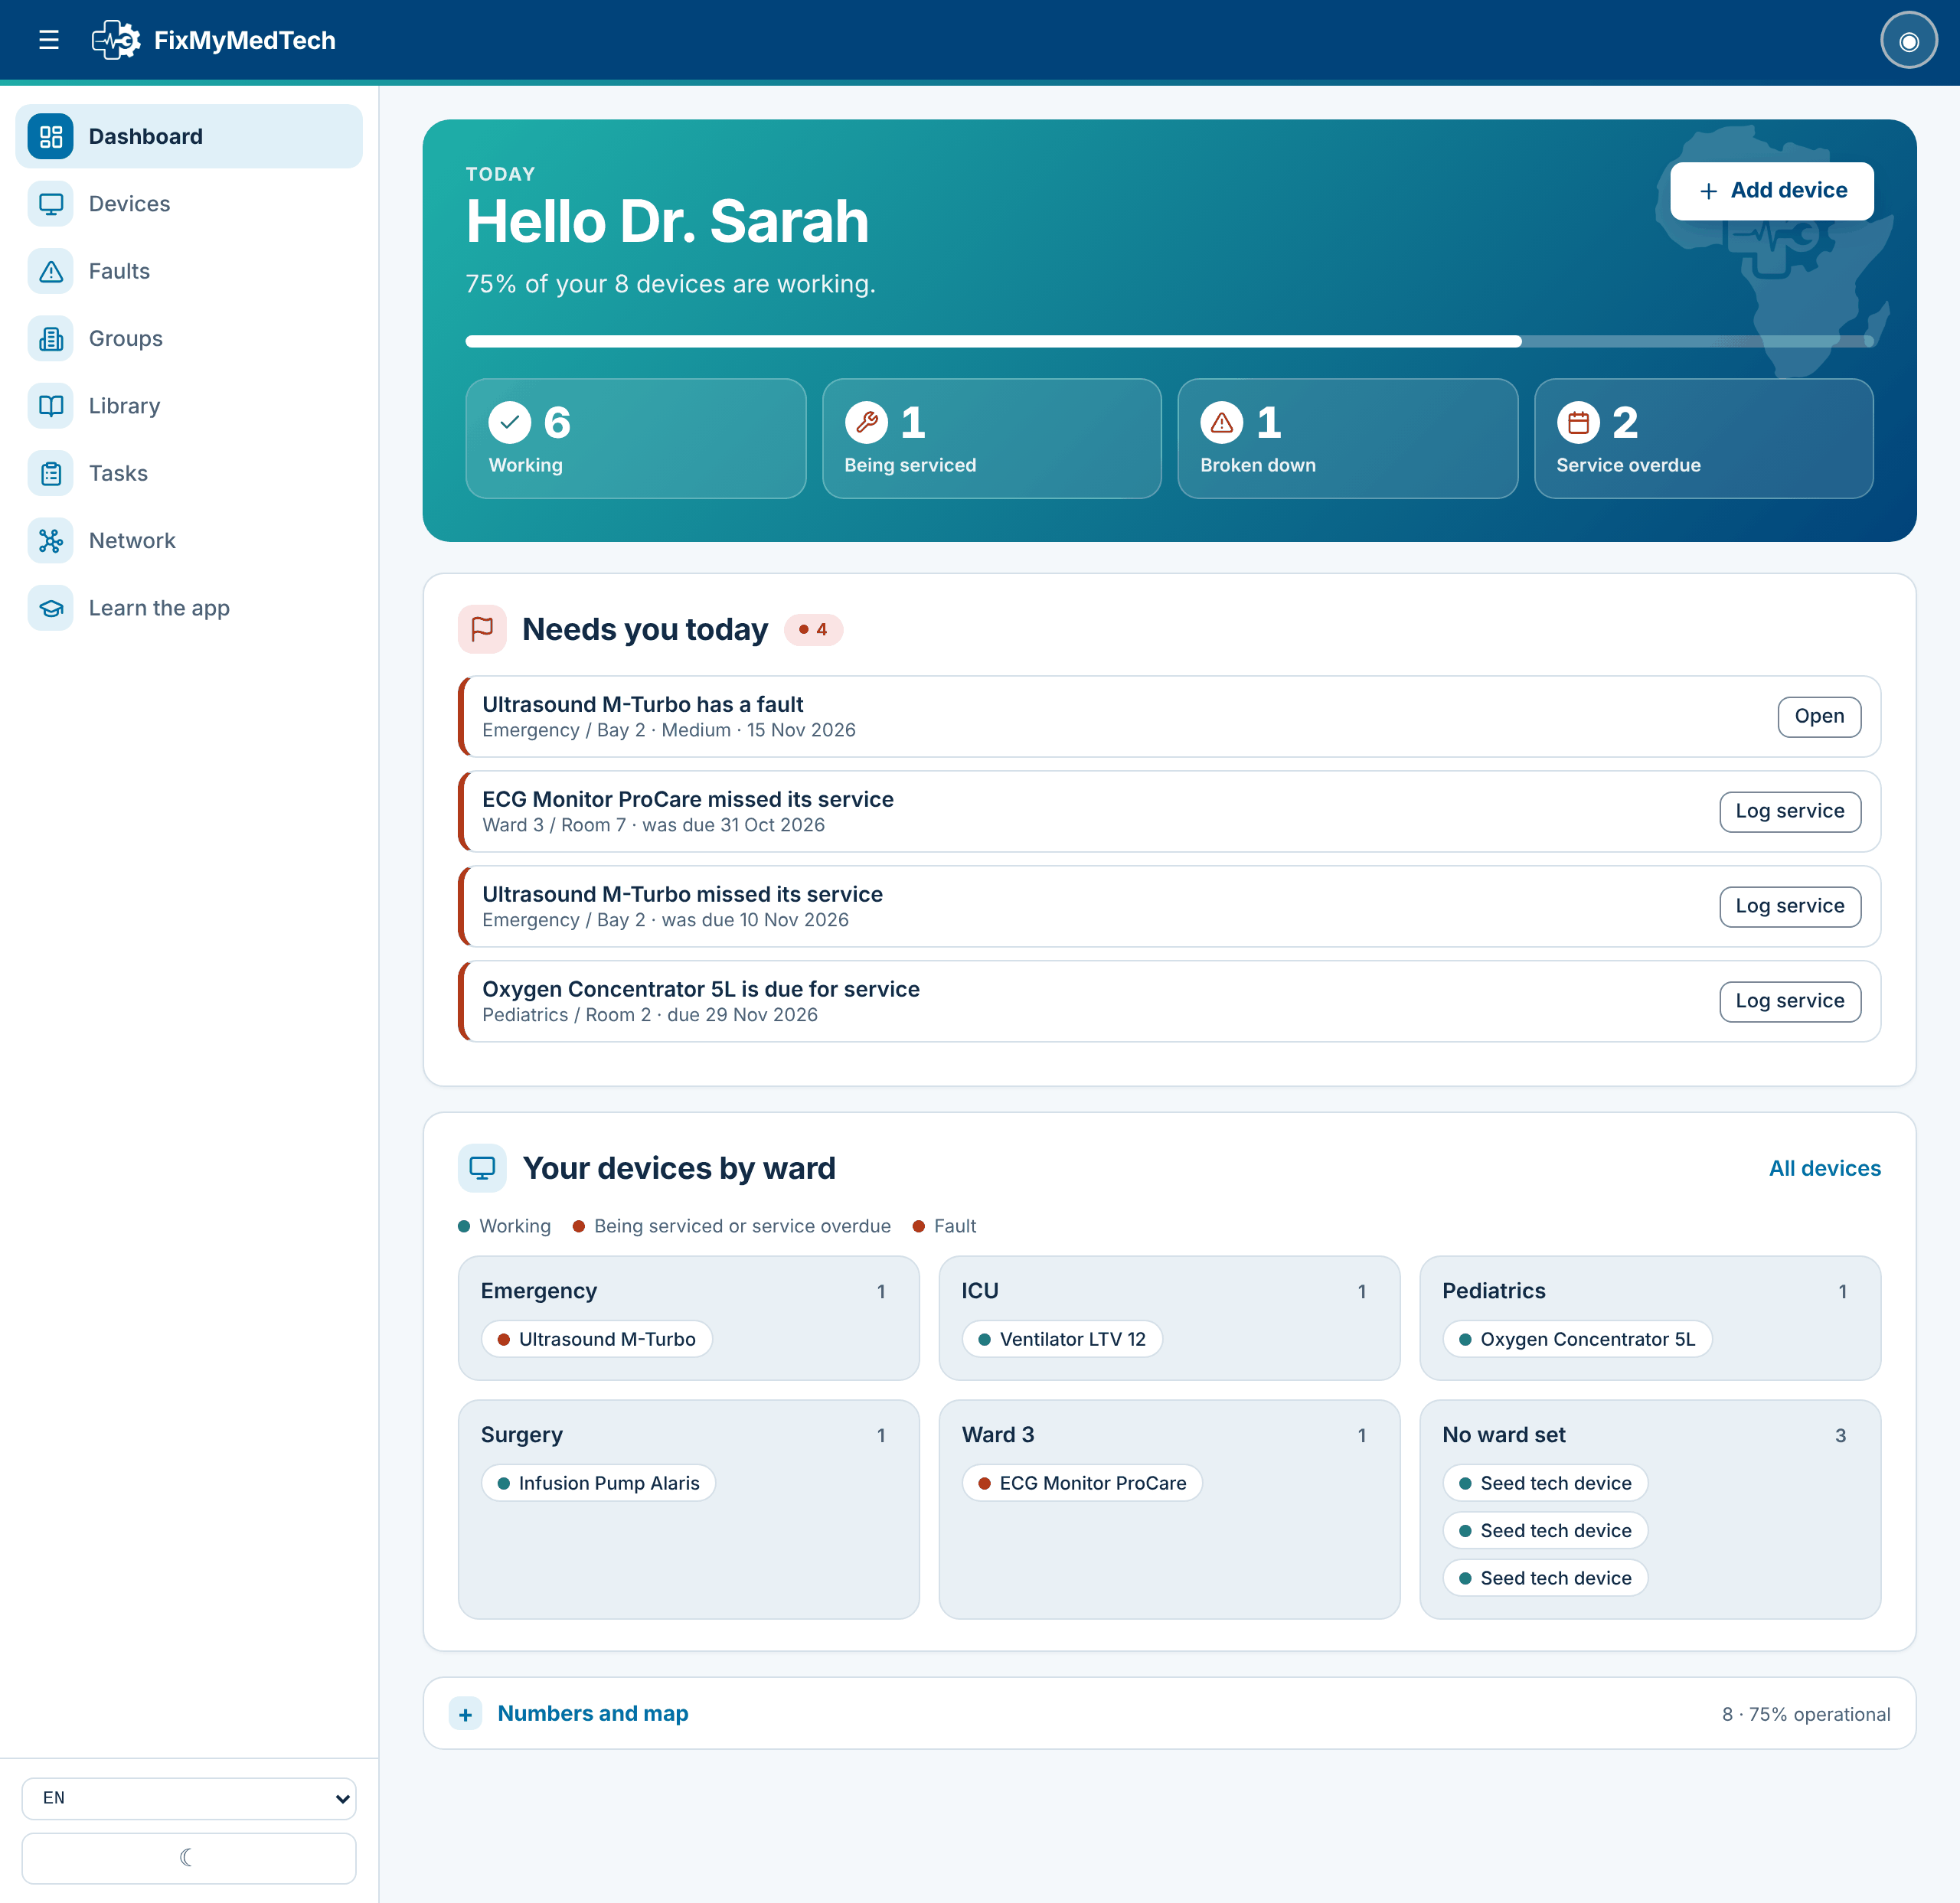 FixMyMedTech
Dashboard
Devices
Faults
Groups
Library
Tasks
Network
Learn the app
EN
TODAY
Hello Dr. Sarah
75% of your 8 devices are working.
+ Add device
6
Working
1
Being serviced
1
Broken down
2
Service overdue
Needs you today 4
Ultrasound M-Turbo has a fault
Emergency / Bay 2 · Medium · 15 Nov 2026
Open
ECG Monitor ProCare missed its service
Ward 3 / Room 7 · was due 31 Oct 2026
Log service
Ultrasound M-Turbo missed its service
Emergency / Bay 2 · was due 10 Nov 2026
Log service
Oxygen Concentrator 5L is due for service
Pediatrics / Room 2 · due 29 Nov 2026
Log service
Your devices by ward
All devices
Working Being serviced or service overdue Fault
Emergency 1
Ultrasound M-Turbo
ICU 1
Ventilator LTV 12
Pediatrics 1
Oxygen Concentrator 5L
Surgery 1
Infusion Pump Alaris
Ward 3 1
ECG Monitor ProCare
No ward set 3
Seed tech device
Seed tech device
Seed tech device
+ Numbers and map
8 · 75% operational